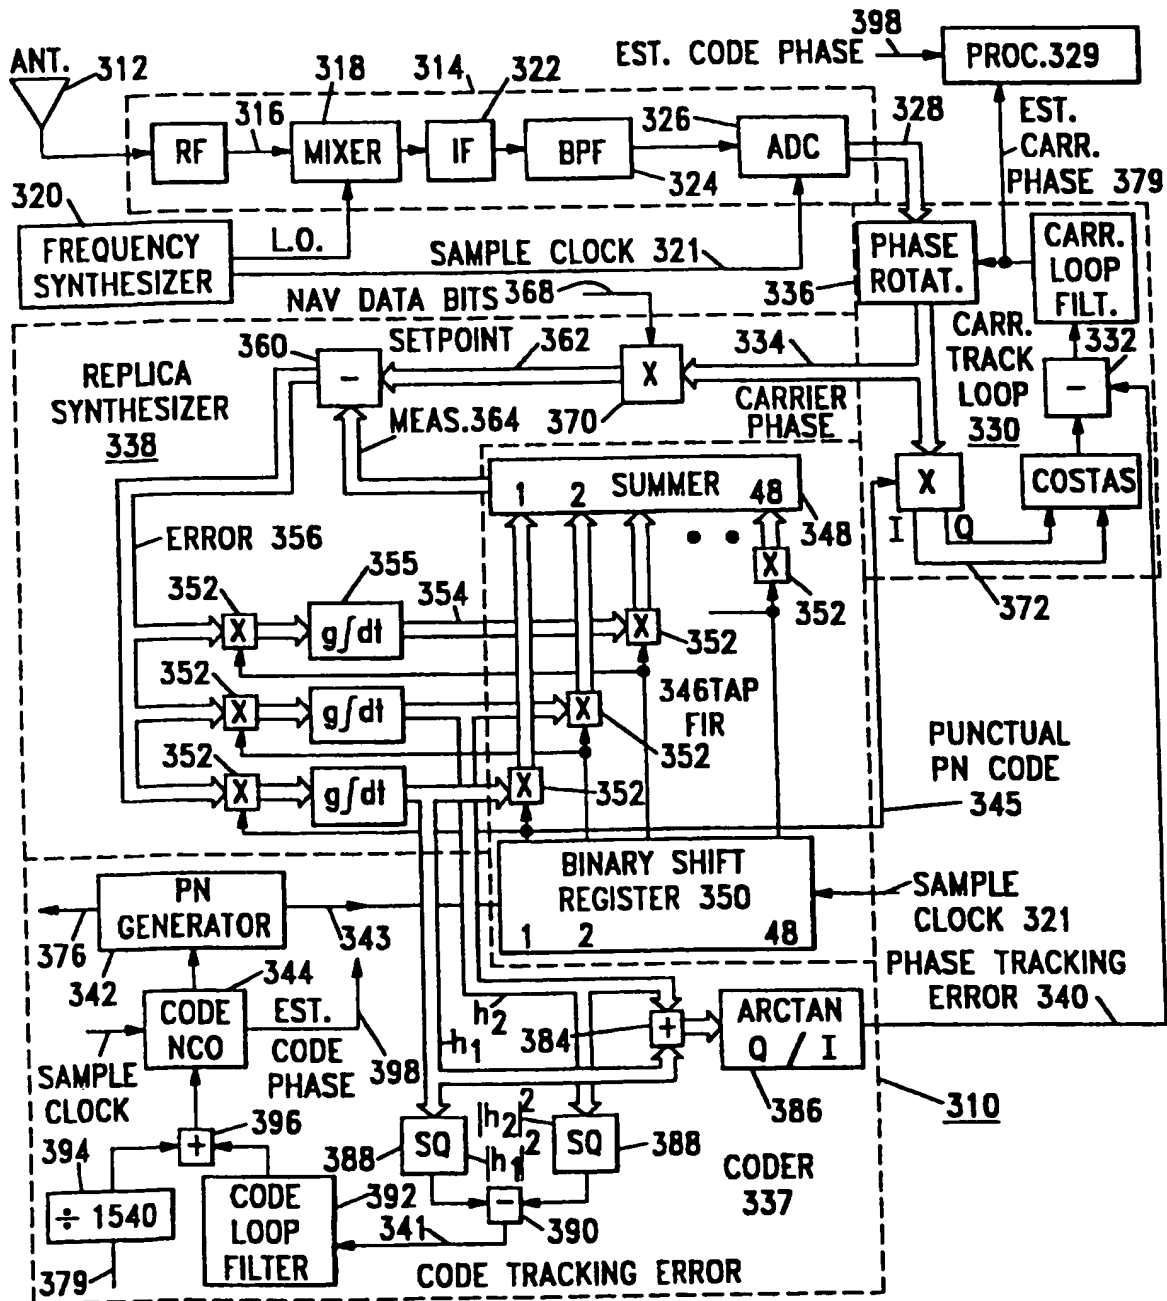 ANT.
312
318
314
322
EST. CODE PHASE
398
PROC.329
316
326
328
EST.
CARR.
PHASE 379
RF
MIXER
IF
BPF
ADC
324
320
FREQUENCY
SYNTHESIZER
L.O.
SAMPLE CLOCK 321
PHASE
ROTAT.
CARR.
LOOP
FILT.
336
NAV DATA BITS
368
360
SETPOINT
362
334
CARR.
TRACK
LOOP
330
332
REPLICA
SYNTHESIZER
338
-
X
-
MEAS.364
370
CARRIER
PHASE
1
2
SUMMER
48
348
X
COSTAS
I
Q
ERROR 356
355
354
352
X
g∫dt
X
352
X
352
372
352
X
g∫dt
X
352
346TAP
FIR
352
X
g∫dt
X
352
PUNCTUAL
PN CODE
345
BINARY SHIFT
REGISTER 350
1
2
48
SAMPLE
CLOCK 321
PN
GENERATOR
376
342
343
344
CODE
NCO
EST.
CODE
PHASE
398
SAMPLE
CLOCK
PHASE TRACKING
ERROR 340
h2
h1
384
+
ARCTAN
Q / I
386
310
396
+
394
÷ 1540
379
CODE
LOOP
FILTER
392
341
388
SQ
|h2|2
|h1|2
SQ
388
-
390
CODER
337
CODE TRACKING ERROR